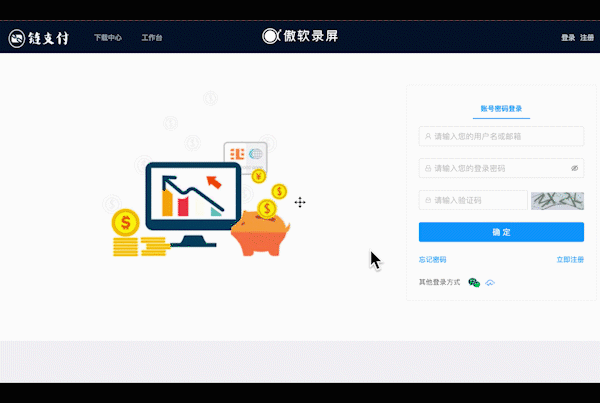 链支付
下载中心
工作台
傲软录屏
登录 注册
账号密码登录
请输入您的用户名或邮箱
请输入您的登录密码
请输入验证码
确 定
忘记密码
立即注册
其他登录方式